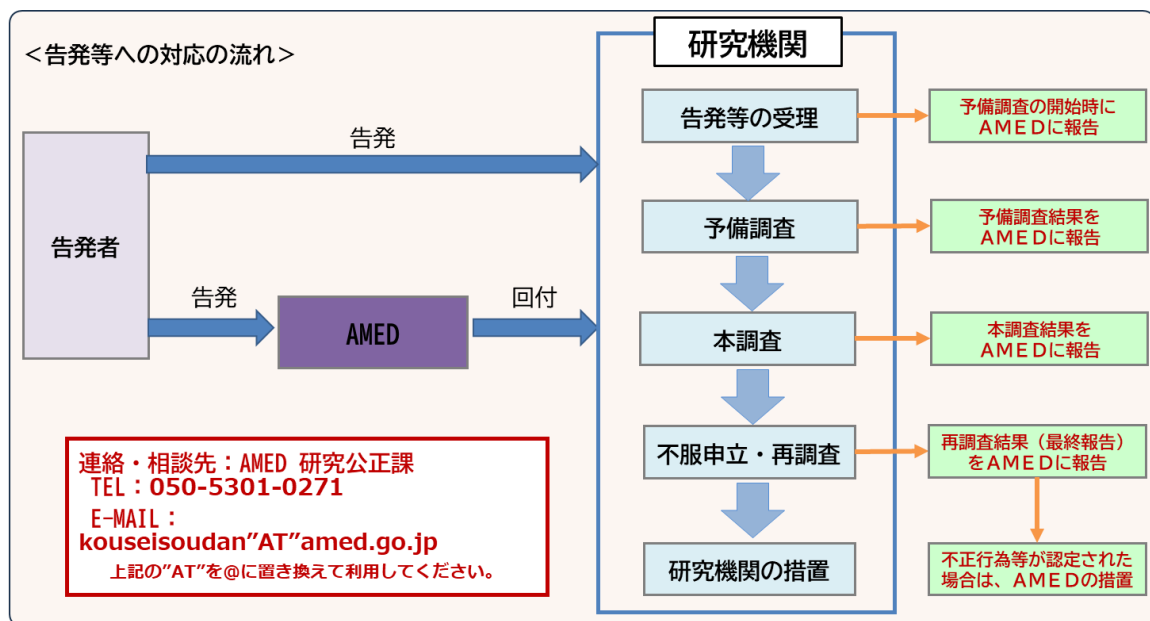 ＜告発等への対応の流れ＞
告発者
告発
告発
AMED
回付
研究機関
告発等の受理
予備調査の開始時に
ＡＭＥＤに報告
予備調査
予備調査結果を
ＡＭＥＤに報告
本調査
本調査結果を
ＡＭＥＤに報告
不服申立・再調査
再調査結果（最終報告）
をＡＭＥＤに報告
研究機関の措置
不正行為等が認定された
場合は、ＡＭＥＤの措置
連絡・相談先：AMED 研究公正課
TEL：050-5301-0271
E-MAIL：
kouseisoudan”AT”amed.go.jp
上記の”AT”を@に置き換えて利用してください。